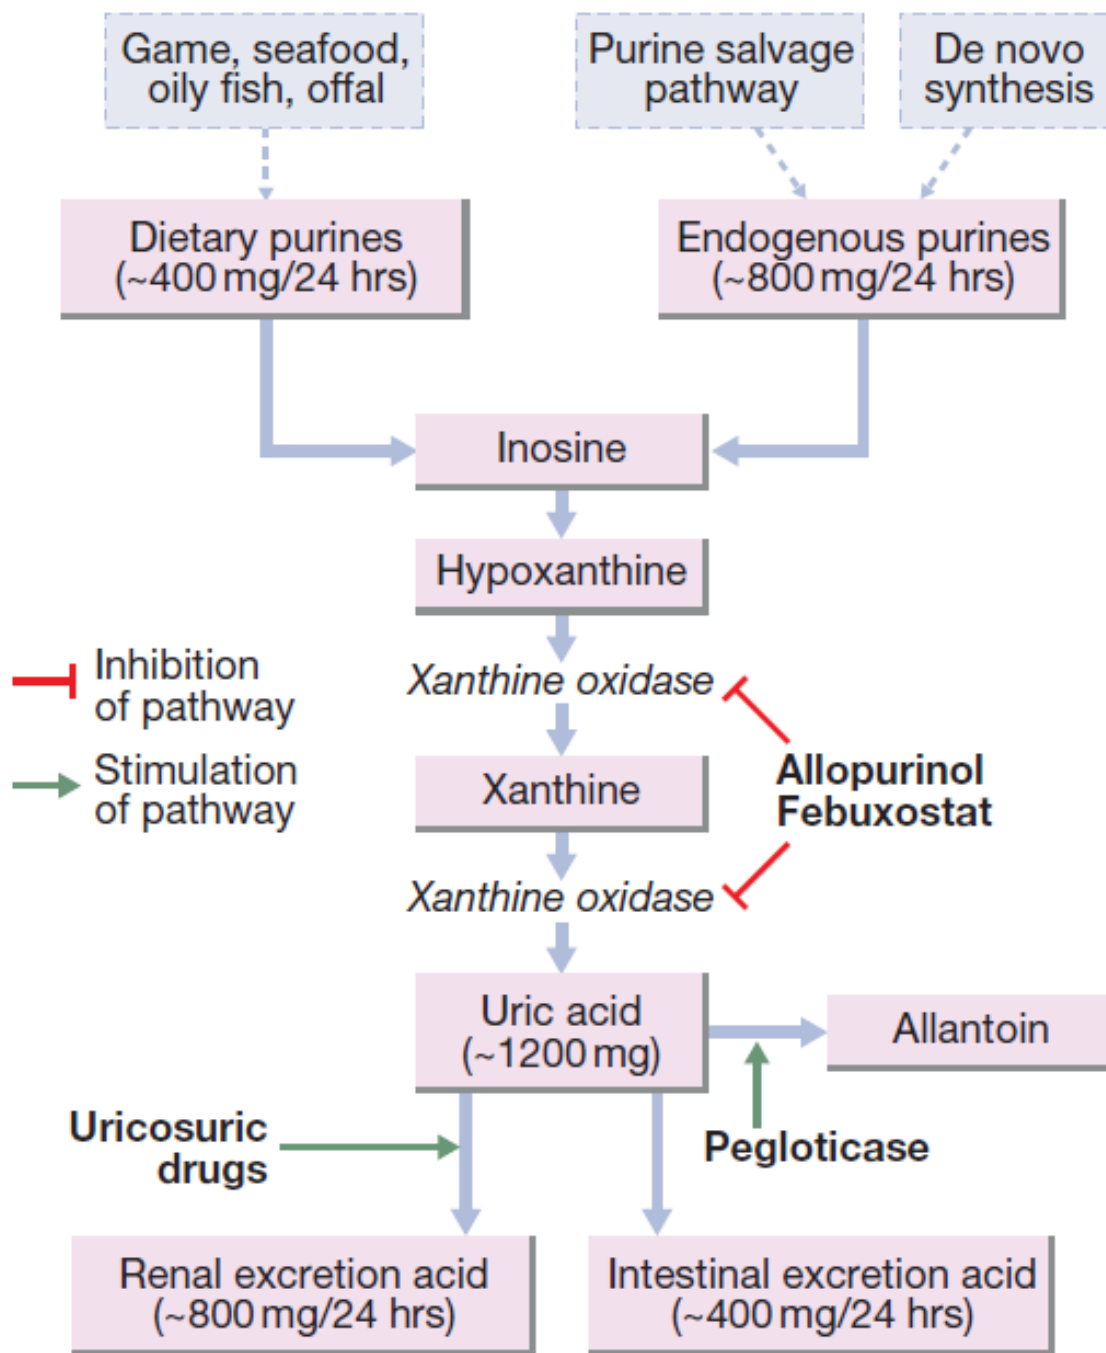 Game, seafood,
oily fish, offal
Purine salvage
pathway
De novo
synthesis
Dietary purines
(~400 mg/24 hrs)
Endogenous purines
(~800 mg/24 hrs)
Inosine
Hypoxanthine
Inhibition
of pathway
Xanthine oxidase
Stimulation
of pathway
Xanthine
Allopurinol
Febuxostat
Xanthine oxidase
Uric acid
(~1200 mg)
Allantoin
Uricosuric
drugs
Pegloticase
Renal excretion acid
(~800 mg/24 hrs)
Intestinal excretion acid
(~400 mg/24 hrs)